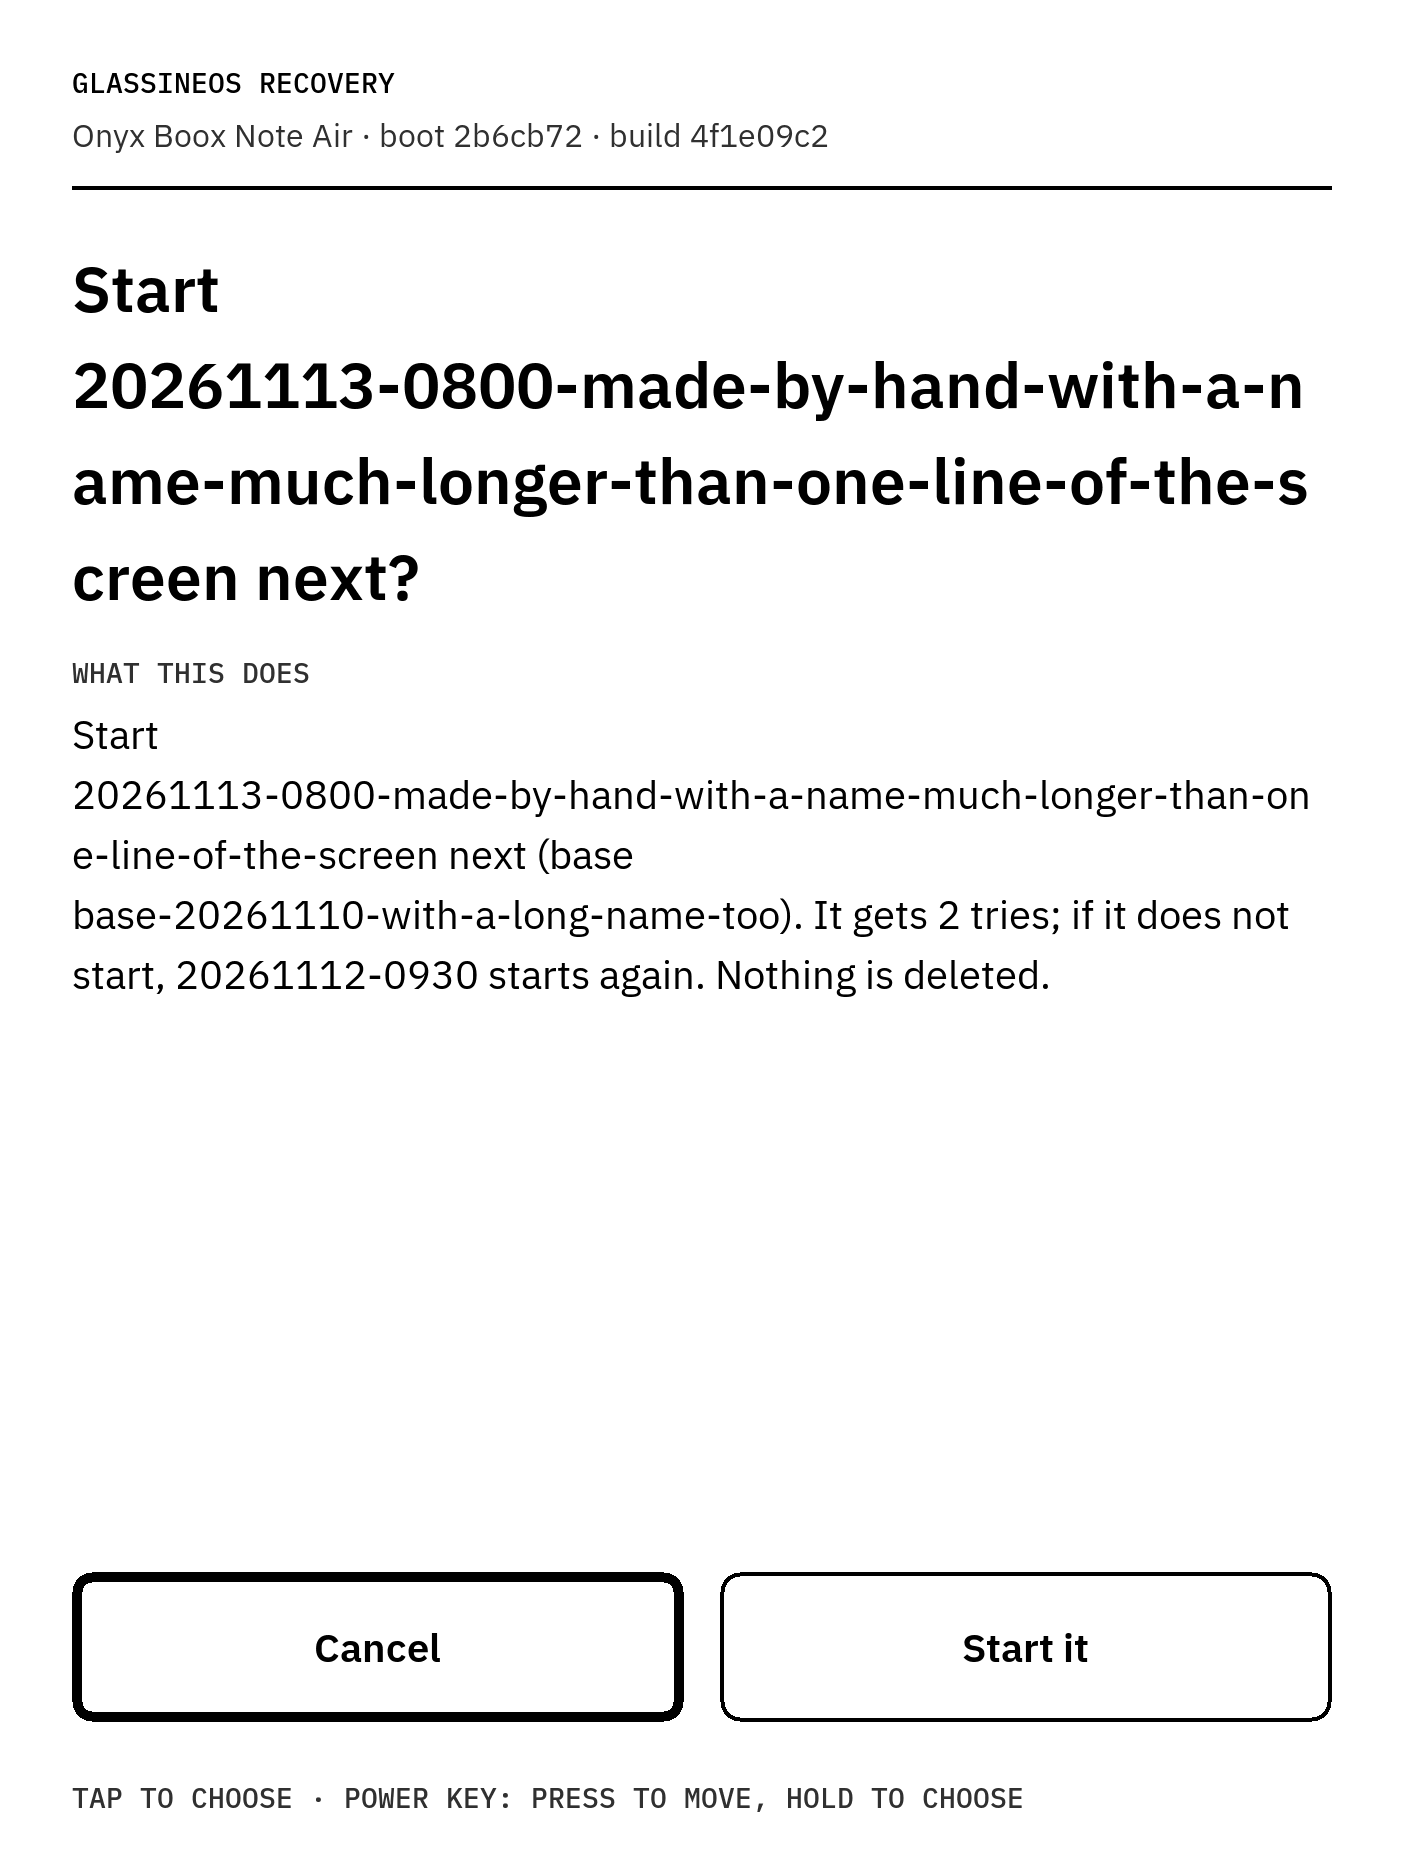 GLASSINEOS RECOVERY
Onyx Boox Note Air · boot 2b6cb72 · build 4f1e09c2
Start
20261113-0800-made-by-hand-with-a-n
ame-much-longer-than-one-line-of-the-s
creen next?
WHAT THIS DOES
Start
20261113-0800-made-by-hand-with-a-name-much-longer-than-on
e-line-of-the-screen next (base
base-20261110-with-a-long-name-too). It gets 2 tries; if it does not
start, 20261112-0930 starts again. Nothing is deleted.
Cancel
Start it
TAP TO CHOOSE · POWER KEY: PRESS TO MOVE, HOLD TO CHOOSE